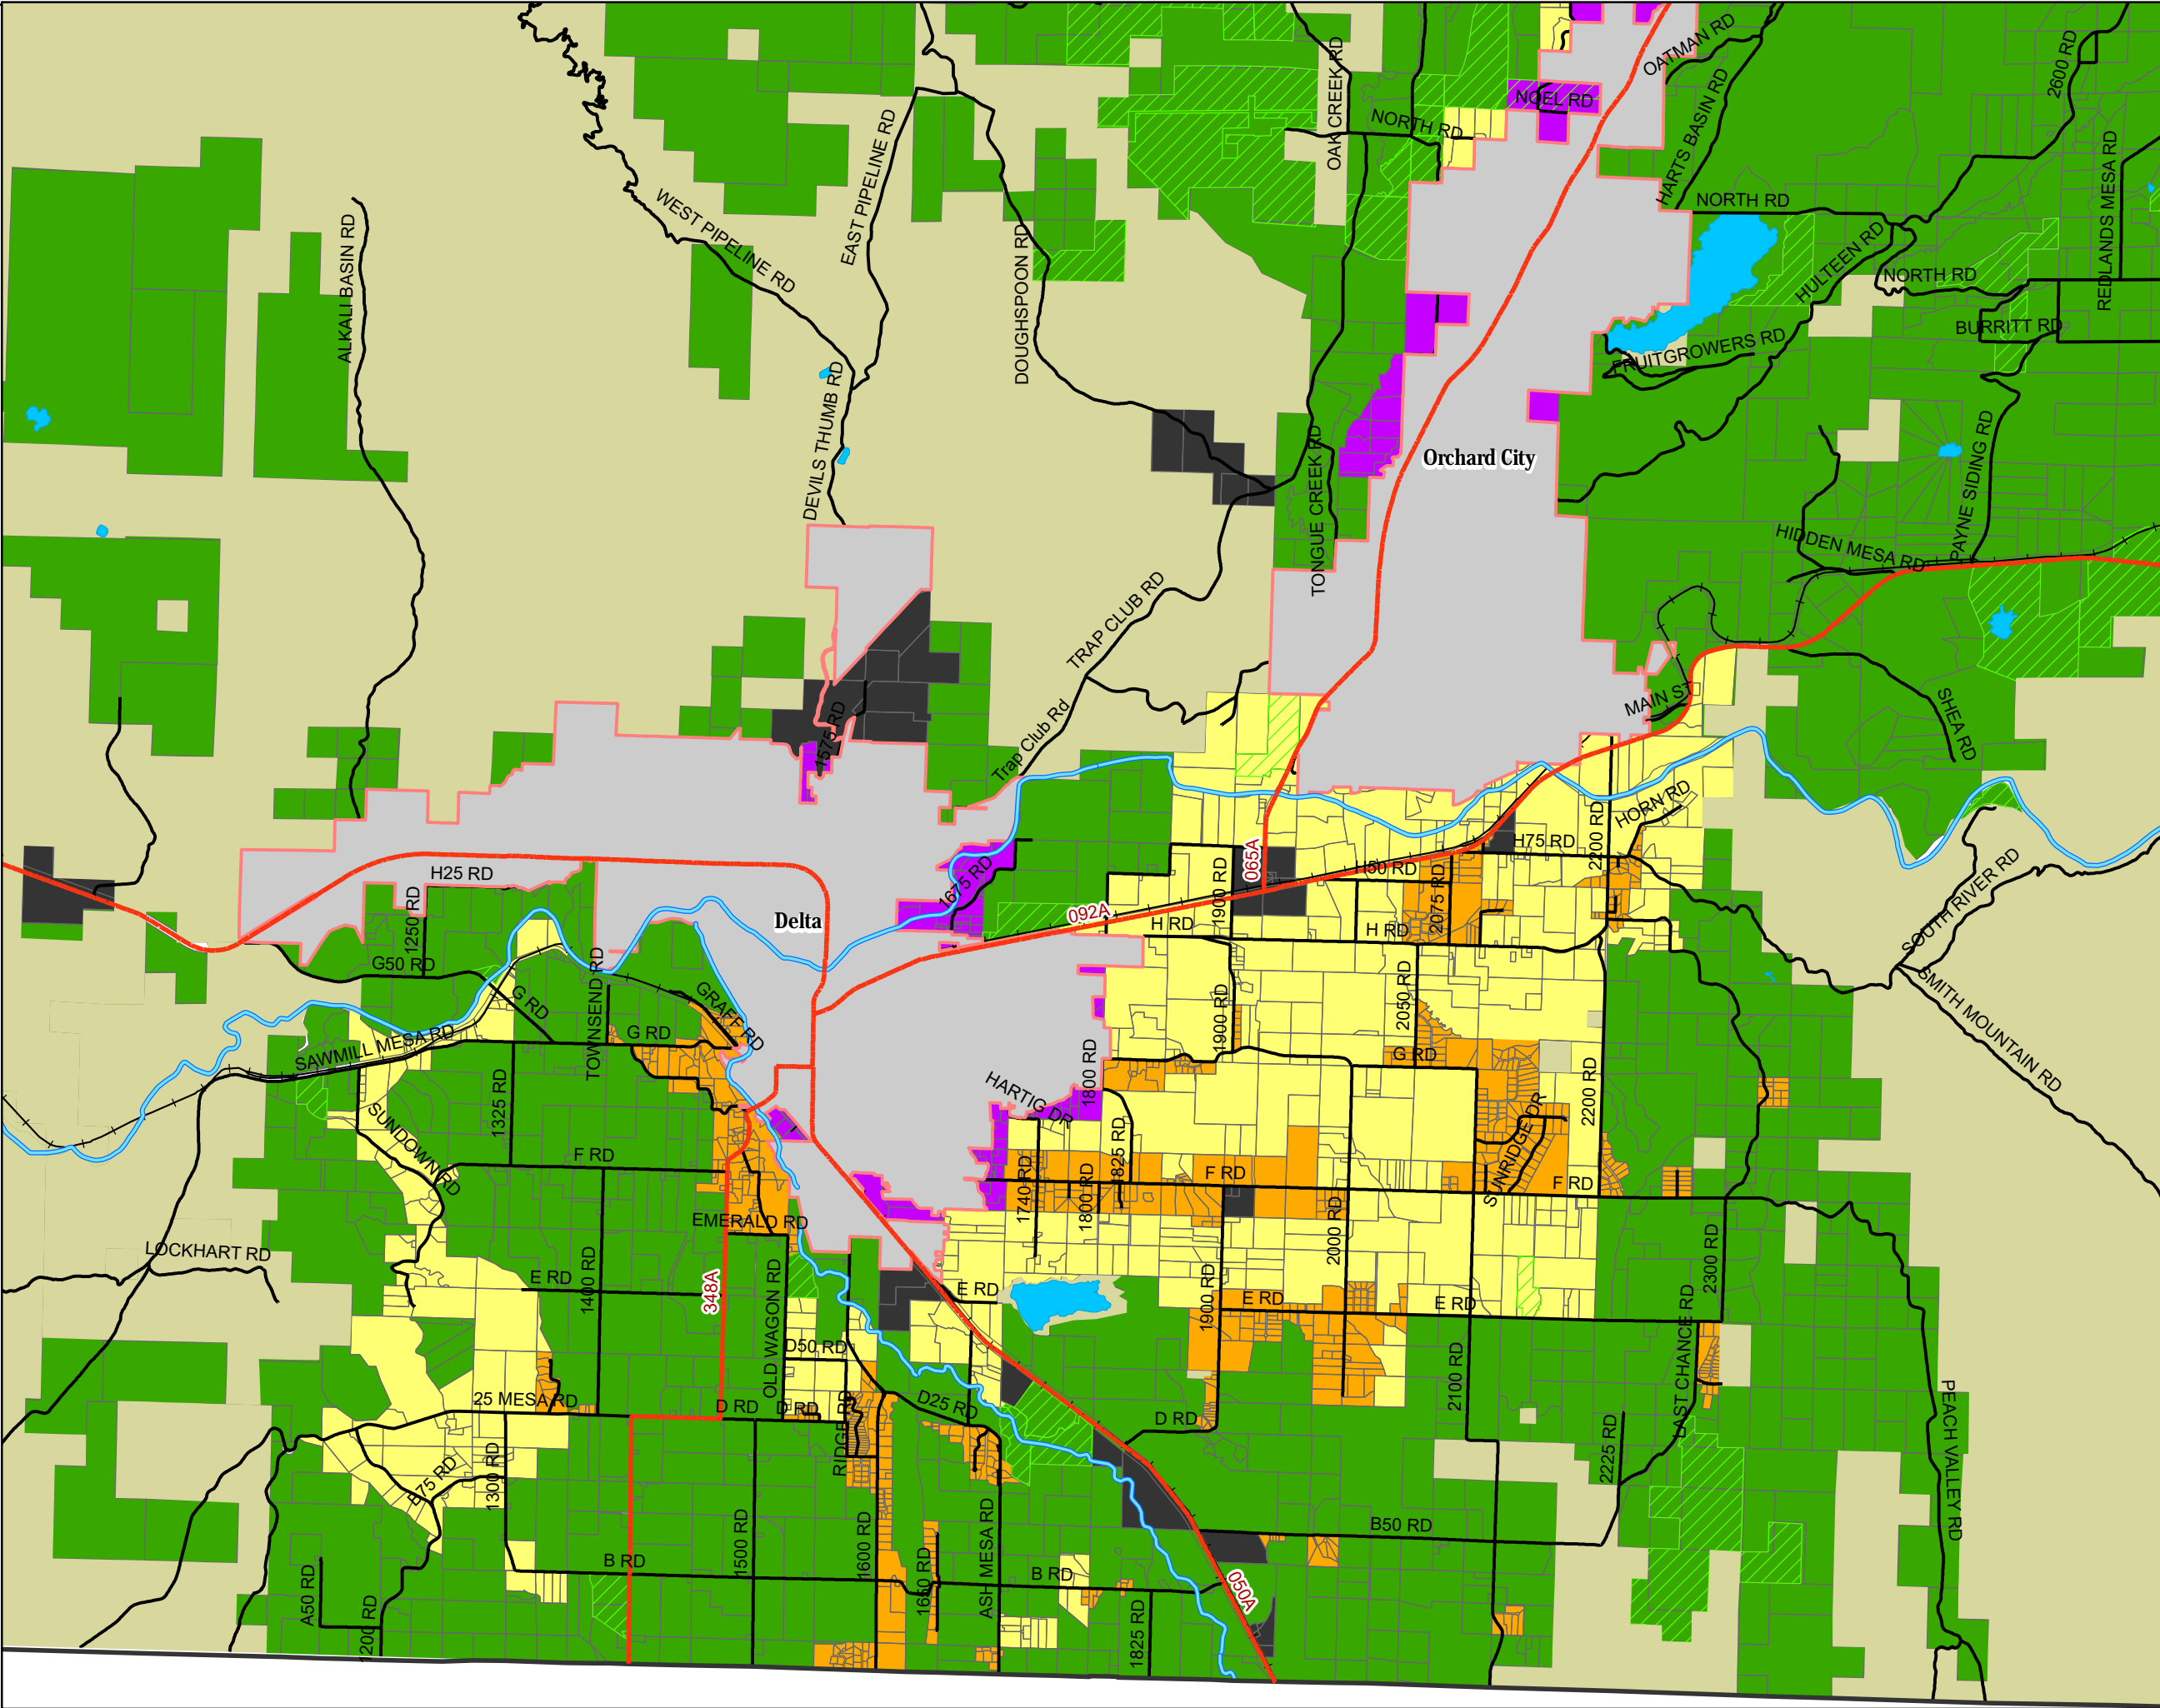 OATMAN RD
2600 RD
OAK CREEK RD
NOEL RD
NORTH RD
HARTS BASIN RD
EAST PIPELINE RD
REDLANDS MESA RD
WEST PIPELINE RD
NORTH RD
ALKALI BASIN RD
DOUGHSPOON RD
HULTEEN RD
NORTH RD
BURRITT RD
FRUITGROWERS RD
DEVILS THUMB RD
Orchard City
TONGUE CREEK RD
PAYNE SIDING RD
HIDDEN MESA RD
TRAP CLUB RD
MAIN ST
SHEA RD
1575 RD
Trap Club Rd
HORN RD
2200 RD
H75 RD
065A
H50 RD
H25 RD
1675 RD
1900 RD
2075 RD
1250 RD
Delta
092A
H RD
H RD
SOUTH RIVER RD
G50 RD
TOWNSEND RD
G RD
GRAFF RD
2050 RD
1900 RD
SMITH MOUNTAIN RD
SAWMILL MESA RD
G RD
G RD
1800 RD
2200 RD
HARTIG DR
1325 RD
SUNDOWN RD
F RD
1825 RD
SUNRIDGE DR
F RD
F RD
1740 RD
1800 RD
EMERALD RD
2000 RD
2300 RD
LOCKHART RD
E RD
1400 RD
348A
OLD WAGON RD
E RD
1900 RD
E RD
E RD
LAST CHANCE RD
D50 RD
2100 RD
25 MESA RD
D RD
D RD
RIDGE RD
D25 RD
D RD
2225 RD
PEACH VALLEY RD
B75 RD
1300 RD
1500 RD
1600 RD
ASH MESA RD
B50 RD
B RD
1650 RD
B RD
050A
A50 RD
1200 RD
1825 RD